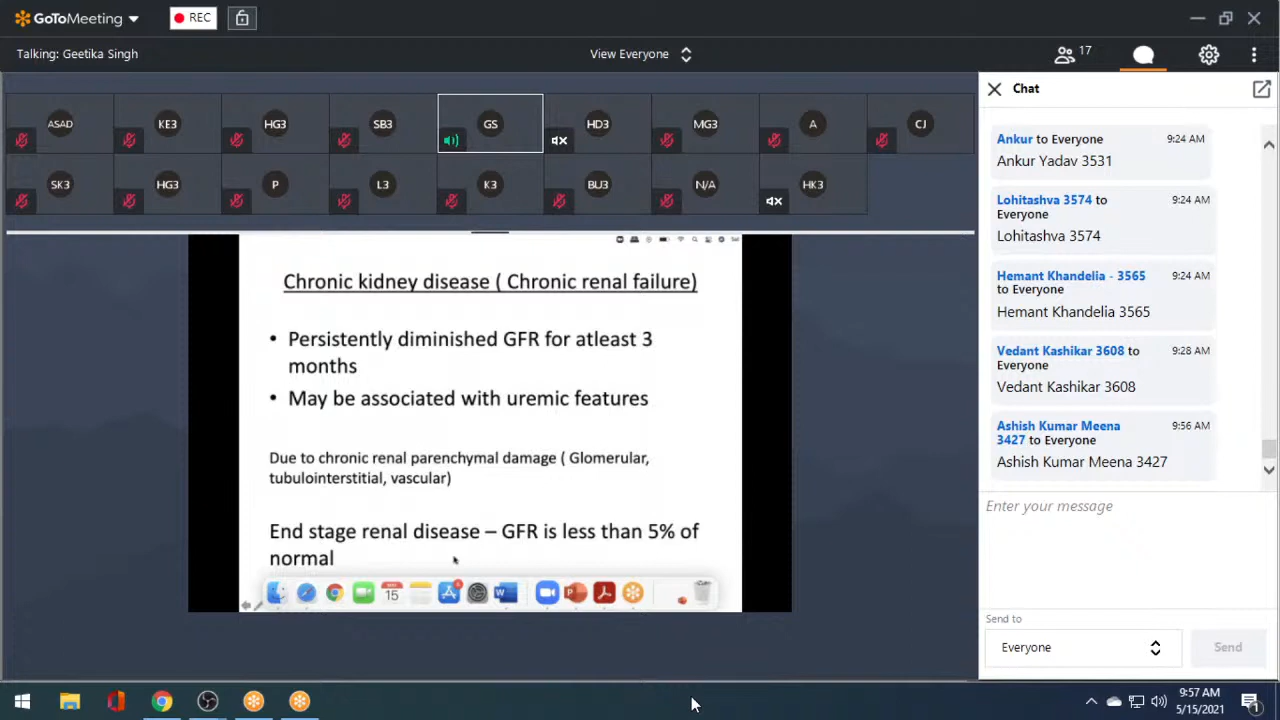 GoToMeeting
REC
Talking: Geetika Singh
View Everyone
17
ASAD
KE3
HG3
SB3
GS
HD3
MG3
A
CJ
SK3
HG3
P
L3
K3
BU3
N/A
HK3
Chronic kidney disease ( Chronic renal failure)
• Persistently diminished GFR for atleast 3
months
• May be associated with uremic features
Due to chronic renal parenchymal damage ( Glomerular,
tubulointerstitial, vascular)
End stage renal disease – GFR is less than 5% of
normal
15
Chat
Ankur to Everyone 9:24 AM
Ankur Yadav 3531
Lohitashva 3574 to 9:24 AM
Everyone
Lohitashva 3574
Hemant Khandelia - 3565 9:24 AM
to Everyone
Hemant Khandelia 3565
Vedant Kashikar 3608 to 9:28 AM
Everyone
Vedant Kashikar 3608
Ashish Kumar Meena 9:56 AM
3427 to Everyone
Ashish Kumar Meena 3427
Enter your message
Send to
Everyone
Send
9:57 AM
5/15/2021
1